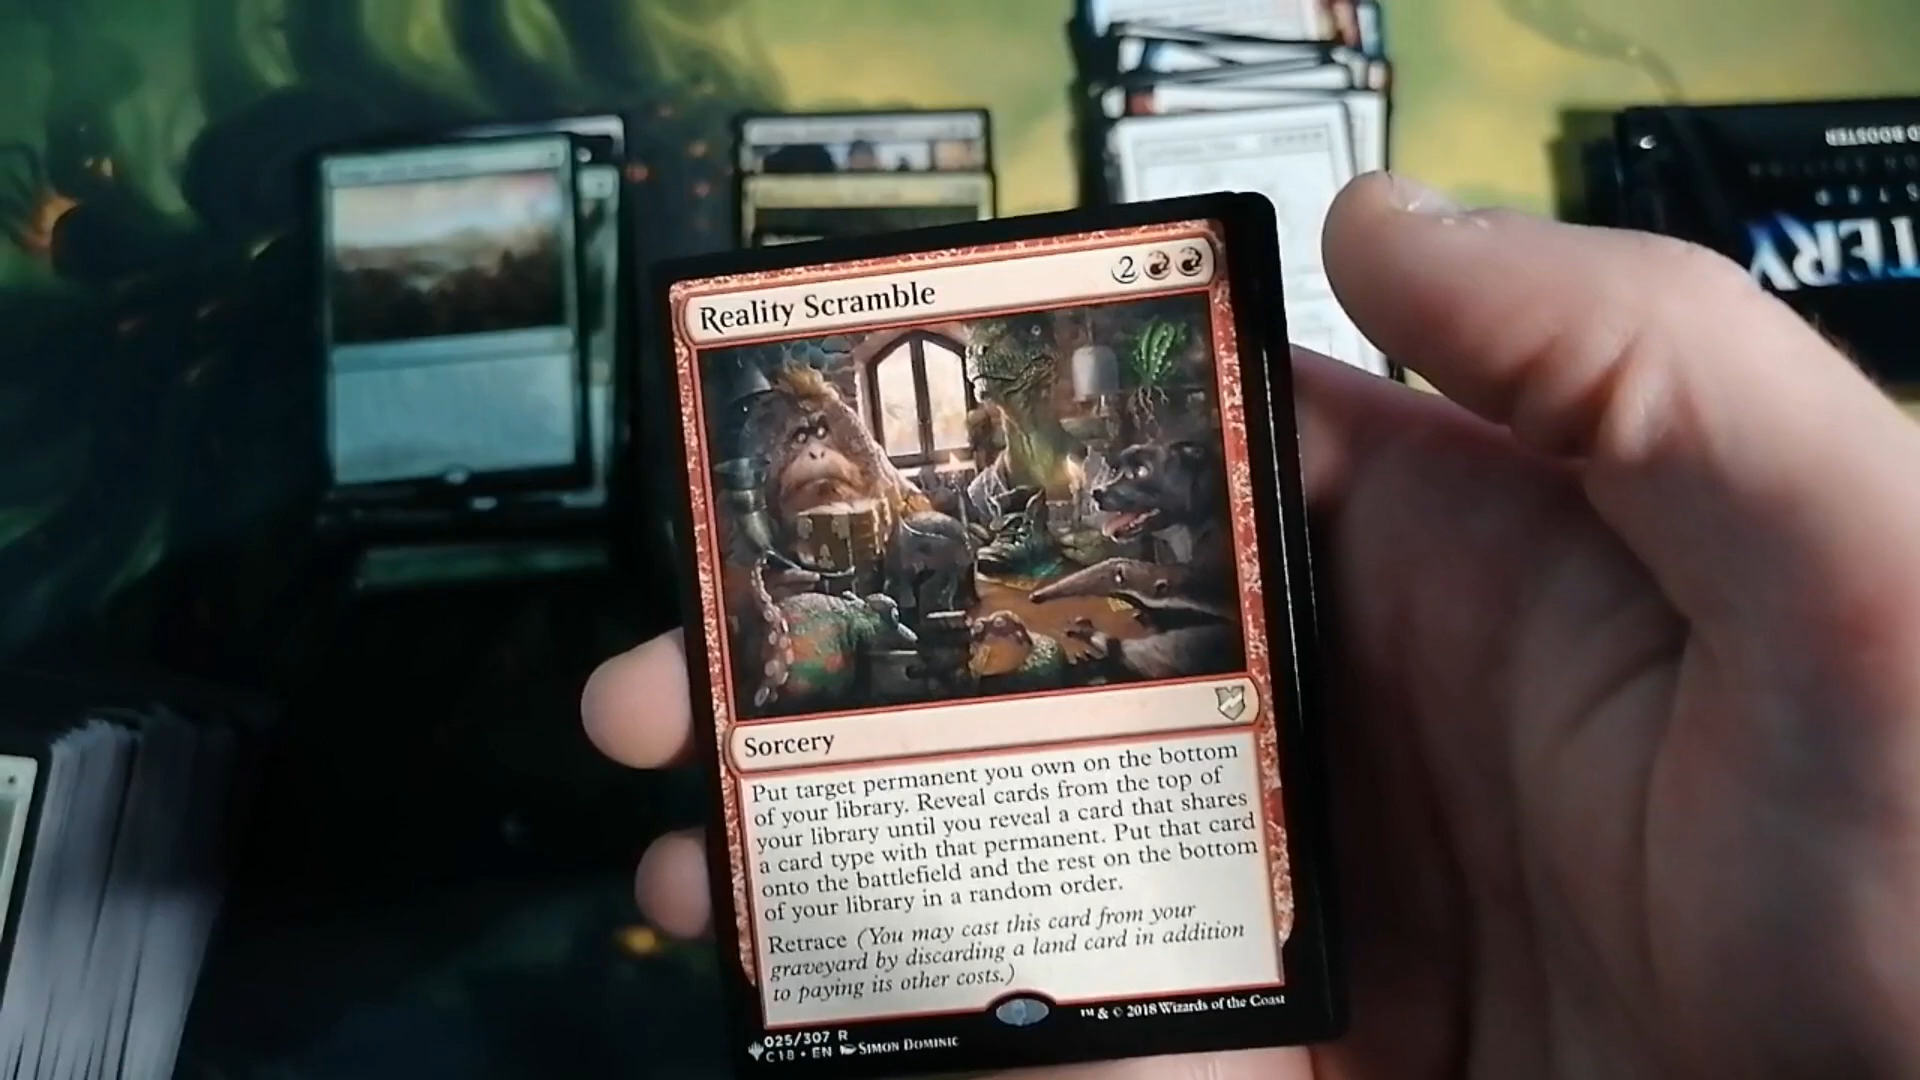 Reality Scramble
2
Sorcery
Put target permanent you own on the bottom
of your library. Reveal cards from the top of
your library until you reveal a card that shares
a card type with that permanent. Put that card
onto the battlefield and the rest on the bottom
of your library in a random order.
Retrace (You may cast this card from your
graveyard by discarding a land card in addition
to paying its other costs.)
025/307 R
C18 • EN SIMON DOMINIC
™ & © 2018 Wizards of the Coast
BOOSTER
TERY